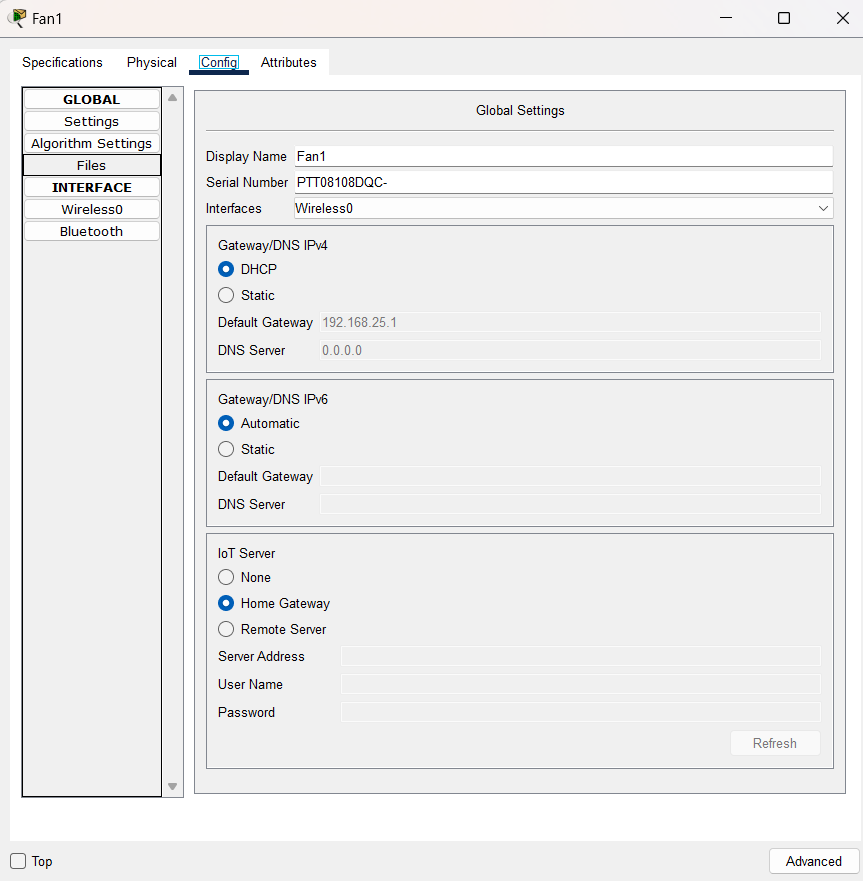 Fan1
Specifications Physical Config Attributes
GLOBAL
Settings
Algorithm Settings
Files
INTERFACE
Wireless0
Bluetooth
Global Settings
Display Name Fan1
Serial Number PTT08108DQC-
Interfaces Wireless0
Gateway/DNS IPv4
DHCP
Static
Default Gateway 192.168.25.1
DNS Server 0.0.0.0
Gateway/DNS IPv6
Automatic
Static
Default Gateway
DNS Server
IoT Server
None
Home Gateway
Remote Server
Server Address
User Name
Password
Refresh
Top
Advanced